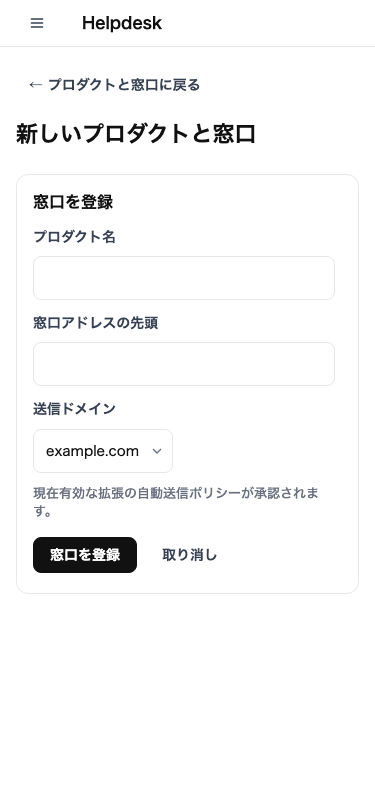 Helpdesk
← プロダクトと窓口に戻る
新しいプロダクトと窓口
窓口を登録
プロダクト名
窓口アドレスの先頭
送信ドメイン
example.com
現在有効な拡張の自動送信ポリシーが承認されま
す。
窓口を登録 取り消し